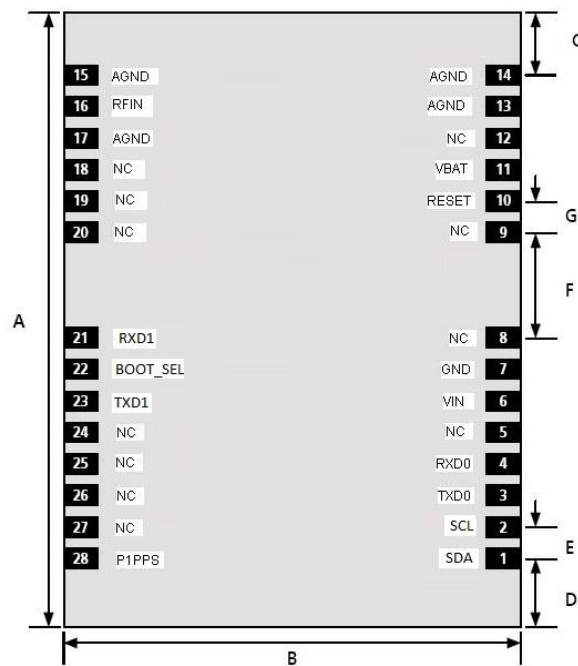 C
15 AGND AGND 14
16 RFIN AGND 13
17 AGND NC 12
18 NC VBAT 11
19 NC RESET 10
G
20 NC NC 9
F
A
21 RXD1 NC 8
22 BOOT_SEL GND 7
23 TXD1 VIN 6
24 NC NC 5
25 NC RXD0 4
26 NC TXD0 3
27 NC SCL 2
E
28 P1PPS SDA 1
D
B